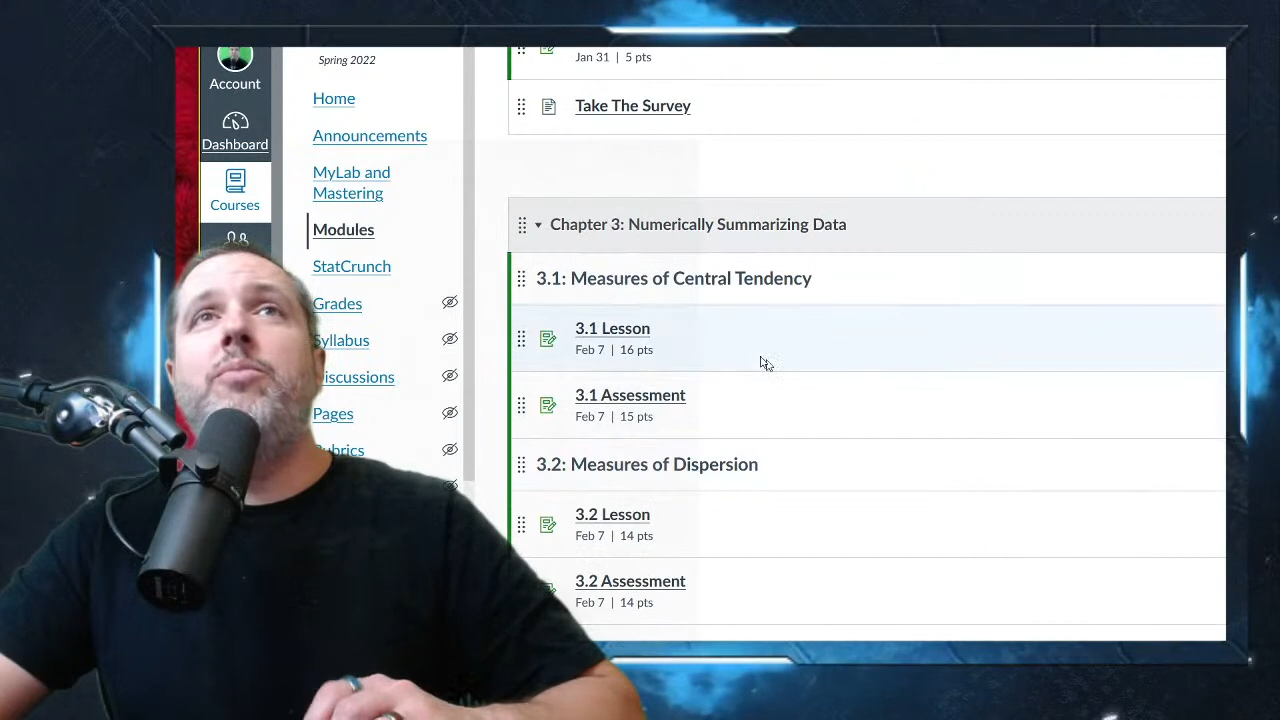 Account
Dashboard
Courses
Spring 2022
Home
Announcements
MyLab and
Mastering
Modules
StatCrunch
Grades
Syllabus
Discussions
Pages
Rubrics
Jan 31 | 5 pts
Take The Survey
Chapter 3: Numerically Summarizing Data
3.1: Measures of Central Tendency
3.1 Lesson
Feb 7 | 16 pts
3.1 Assessment
Feb 7 | 15 pts
3.2: Measures of Dispersion
3.2 Lesson
Feb 7 | 14 pts
3.2 Assessment
Feb 7 | 14 pts